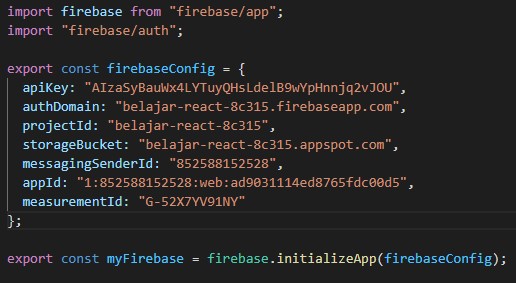 import firebase from "firebase/app";
import "firebase/auth";
export const firebaseConfig = {
apiKey: "AIzaSyBauWx4LYTuyQHsLdelB9wYpHnnjq2vJOU",
authDomain: "belajar-react-8c315.firebaseapp.com",
projectId: "belajar-react-8c315",
storageBucket: "belajar-react-8c315.appspot.com",
messagingSenderId: "852588152528",
appId: "1:852588152528:web:ad9031114ed8765fdc00d5",
measurementId: "G-52X7YV91NY"
};
export const myFirebase = firebase.initializeApp(firebaseConfig);